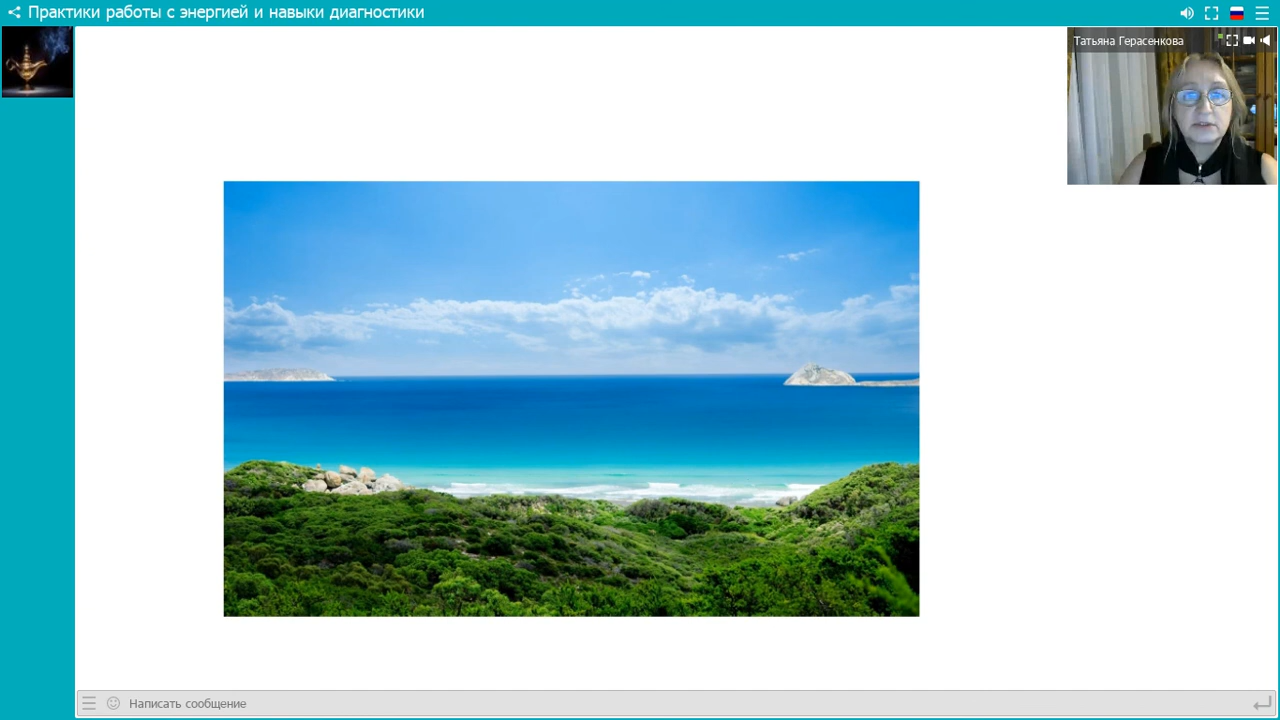 Практики работы с энергией и навыки диагностики
Татьяна Герасенкова
Написать сообщение